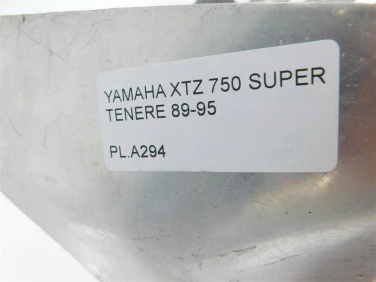 YAMAHA XTZ 750 SUPER
TENERE 89-95
PL.A294